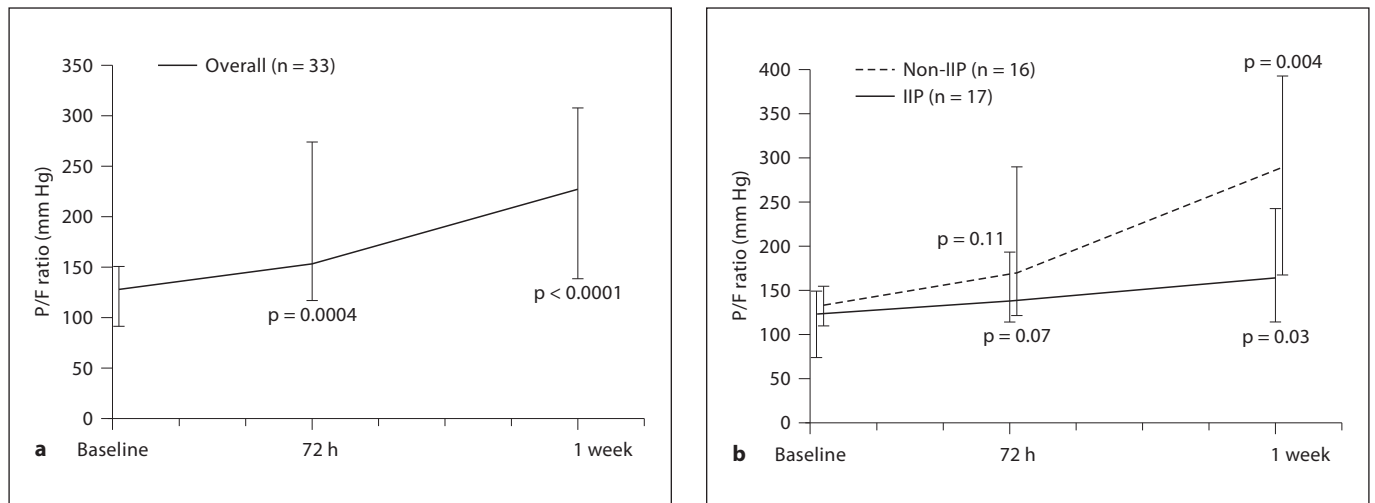 Overall (n = 33)
350
300
250
200
150
100
50
0
P/F ratio (mm Hg)
p = 0.0004
p < 0.0001
a
Baseline
72 h
1 week
Non-IIP (n = 16)
IIP (n = 17)
400
350
300
250
200
150
100
50
0
P/F ratio (mm Hg)
p = 0.004
p = 0.11
p = 0.07
p = 0.03
b
Baseline
72 h
1 week